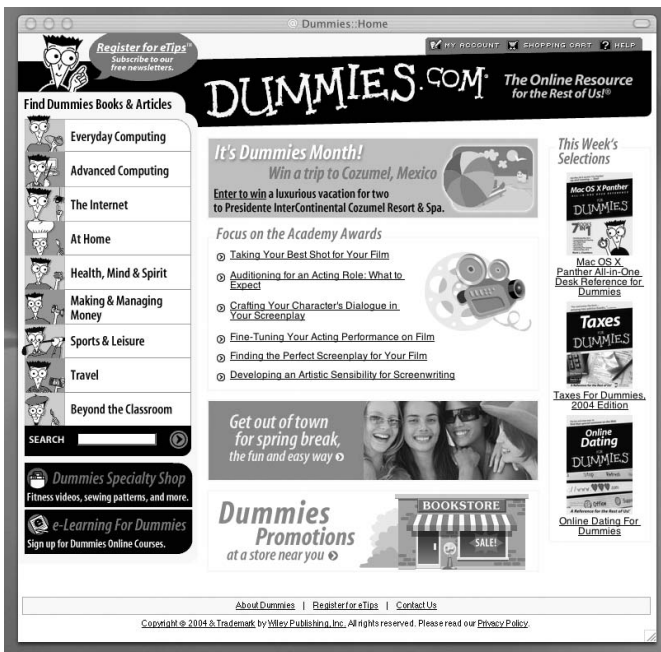 Dummies::Home
Register for eTips™
Subscribe to our
free newsletters.
MY ACCOUNT SHOPPING CART ? HELP
DUMMIES.COM®
The Online Resource
for the Rest of Us!®
Find Dummies Books & Articles
Everyday Computing
Advanced Computing
The Internet
At Home
Health, Mind & Spirit
Making & Managing
Money
Sports & Leisure
Travel
Beyond the Classroom
SEARCH
Dummies Specialty Shop
Fitness videos, sewing patterns, and more.
e-Learning For Dummies
Sign up for Dummies Online Courses.
It's Dummies Month!
Win a trip to Cozumel, Mexico
Enter to win a luxurious vacation for two
to Presidente InterContinental Cozumel Resort & Spa.
Focus on the Academy Awards
Taking Your Best Shot for Your Film
Auditioning for an Acting Role: What to
Expect
Crafting Your Character's Dialogue in
Your Screenplay
Fine-Tuning Your Acting Performance on Film
Finding the Perfect Screenplay for Your Film
Developing an Artistic Sensibility for Screenwriting
Get out of town
for spring break,
the fun and easy way
Dummies
Promotions
at a store near you
BOOKSTORE
SALE!
This Week's
Selections
Mac OS X Panther
FOR
DUMMIES
Mac OS X
Panther All-in-One
Desk Reference for
Dummies
Taxes
FOR
DUMMIES
Taxes For Dummies,
2004 Edition
Online
Dating
FOR
DUMMIES
A Reference for the Rest of Us!
Online Dating For
Dummies
About Dummies | Register for eTips | Contact Us
Copyright © 2004 & Trademark by Wiley Publishing, Inc. All rights reserved. Please read our Privacy Policy.